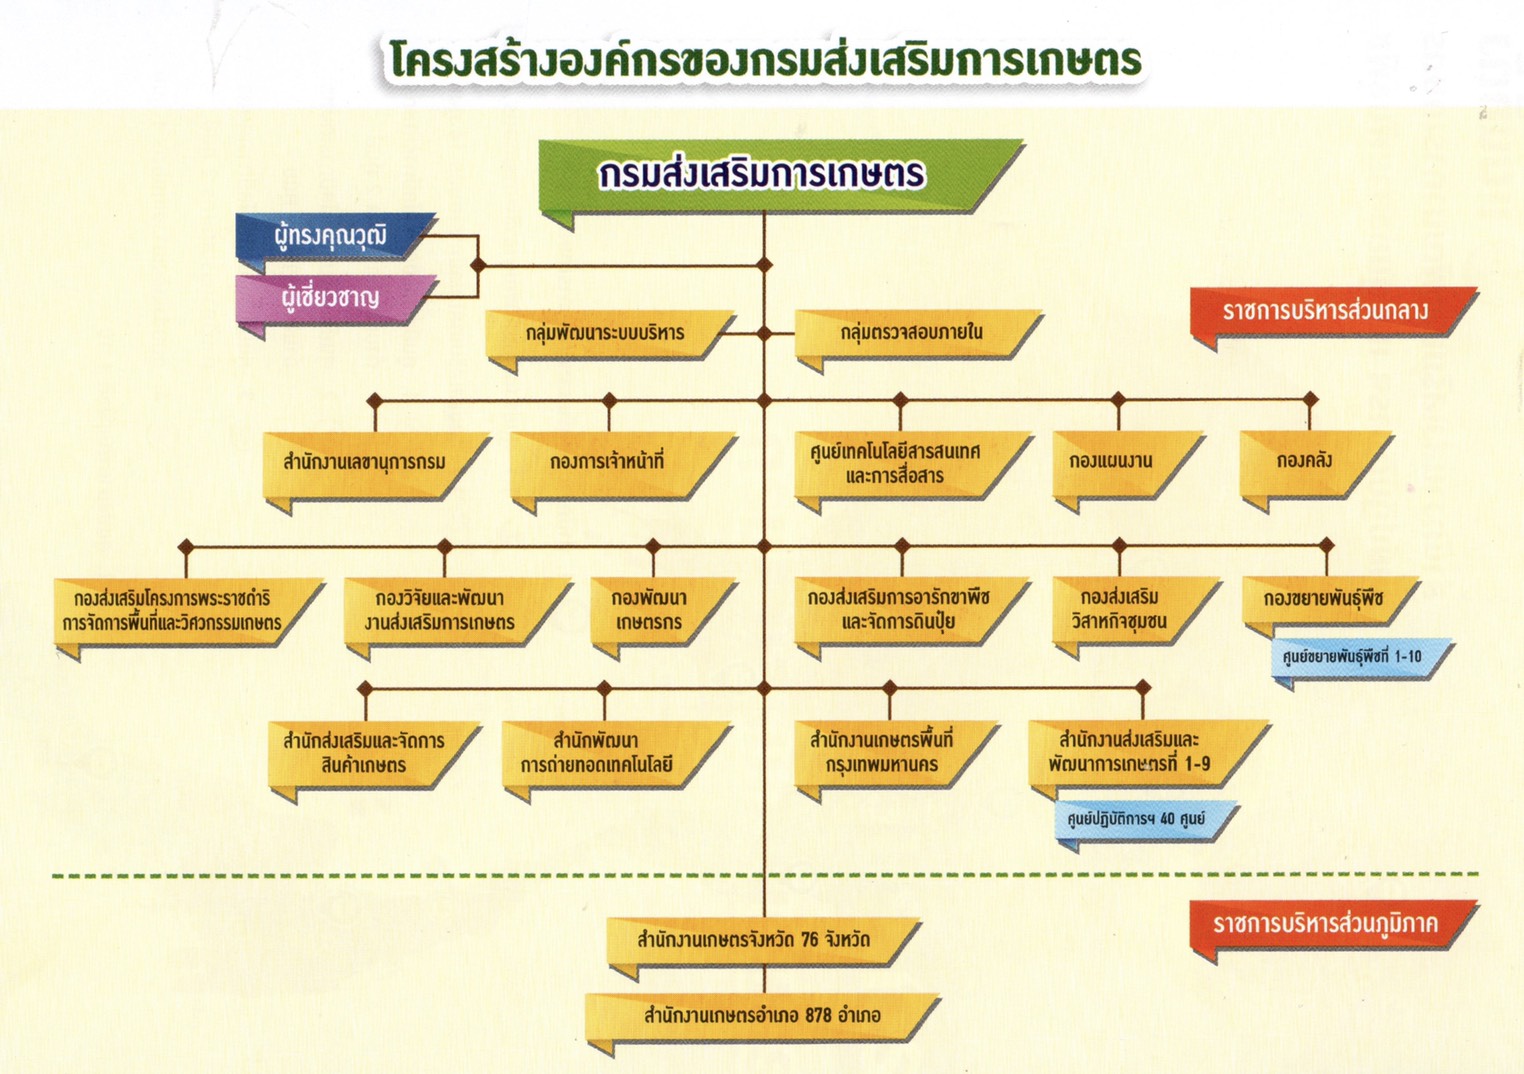 โครงสร้างองค์กรของกรมส่งเสริมการเกษตร
กรมส่งเสริมการเกษตร
ผู้ทรงคุณวุฒิ
ผู้เชี่ยวชาญ
ราชการบริหารส่วนกลาง
กลุ่มพัฒนาระบบบริหาร
กลุ่มตรวจสอบภายใน
สำนักงานเลขานุการกรม
กองการเจ้าหน้าที่
ศูนย์เทคโนโลยีสารสนเทศ
และการสื่อสาร
กองแผนงาน
กองคลัง
กองส่งเสริมโครงการพระราชดำริ
การจัดการพื้นที่และวิศวกรรมเกษตร
กองวิจัยและพัฒนา
งานส่งเสริมการเกษตร
กองพัฒนา
เกษตรกร
กองส่งเสริมการอารักขาพืช
และจัดการดินปุ๋ย
กองส่งเสริม
วิสาหกิจชุมชน
กองขยายพันธุ์พืช
ศูนย์ขยายพันธุ์พืชที่ 1-10
สำนักส่งเสริมและจัดการ
สินค้าเกษตร
สำนักพัฒนา
การถ่ายทอดเทคโนโลยี
สำนักงานเกษตรพื้นที่
กรุงเทพมหานคร
สำนักงานส่งเสริมและ
พัฒนาการเกษตรที่ 1-9
ศูนย์ปฏิบัติการฯ 40 ศูนย์
ราชการบริหารส่วนภูมิภาค
สำนักงานเกษตรจังหวัด 76 จังหวัด
สำนักงานเกษตรอำเภอ 878 อำเภอ